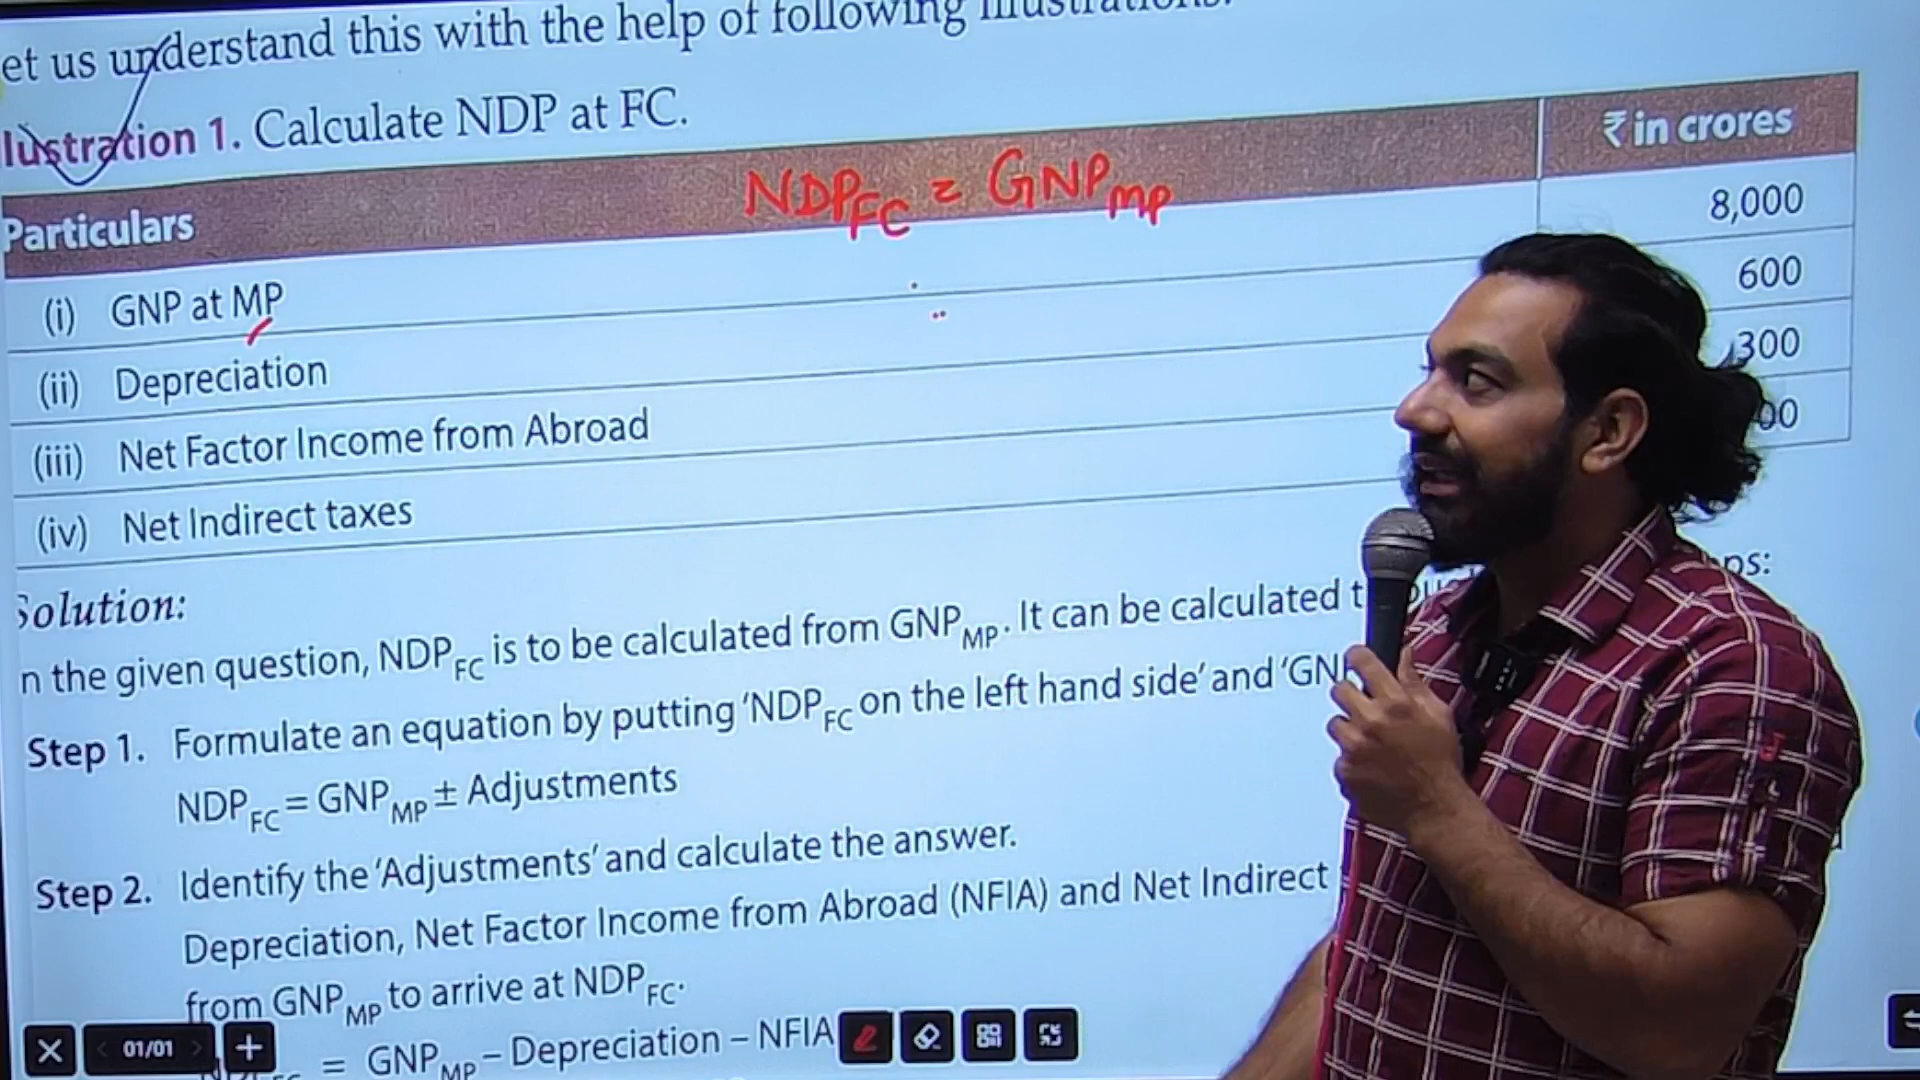 et us understand this with the help of following illustrations.
lustration 1. Calculate NDP at FC.
Particulars ₹ in crores
NDPFC = GNPMP
(i) GNP at MP 8,000
(ii) Depreciation 600
(iii) Net Factor Income from Abroad 300
(iv) Net Indirect taxes 00
Solution:
n the given question, NDPFC is to be calculated from GNPMP. It can be calculated
Step 1. Formulate an equation by putting 'NDPFC on the left hand side' and 'GN
NDPFC = GNPMP ± Adjustments
Step 2. Identify the 'Adjustments' and calculate the answer.
Depreciation, Net Factor Income from Abroad (NFIA) and Net Indirect
from GNPMP to arrive at NDPFC.
= GNPMP – Depreciation – NFIA
01/01